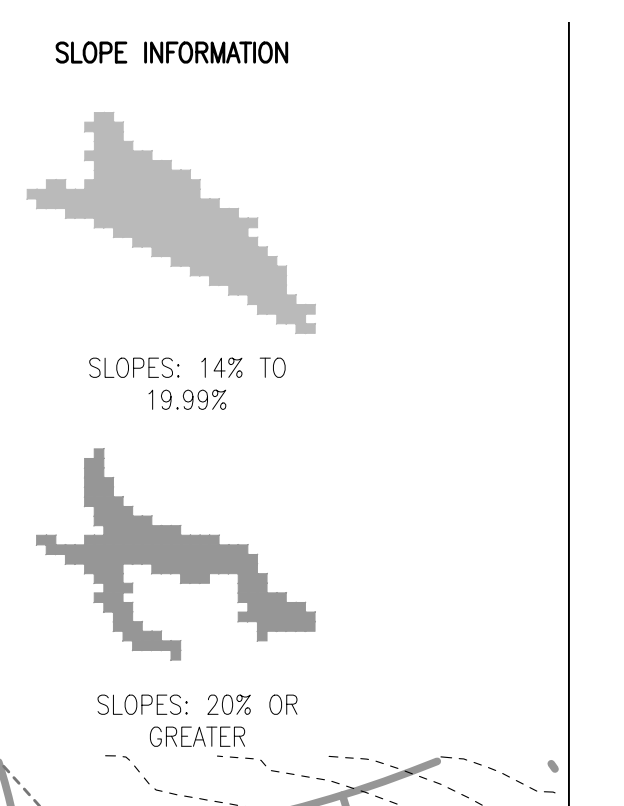 SLOPE INFORMATION
SLOPES: 14% TO
19.99%
SLOPES: 20% OR
GREATER